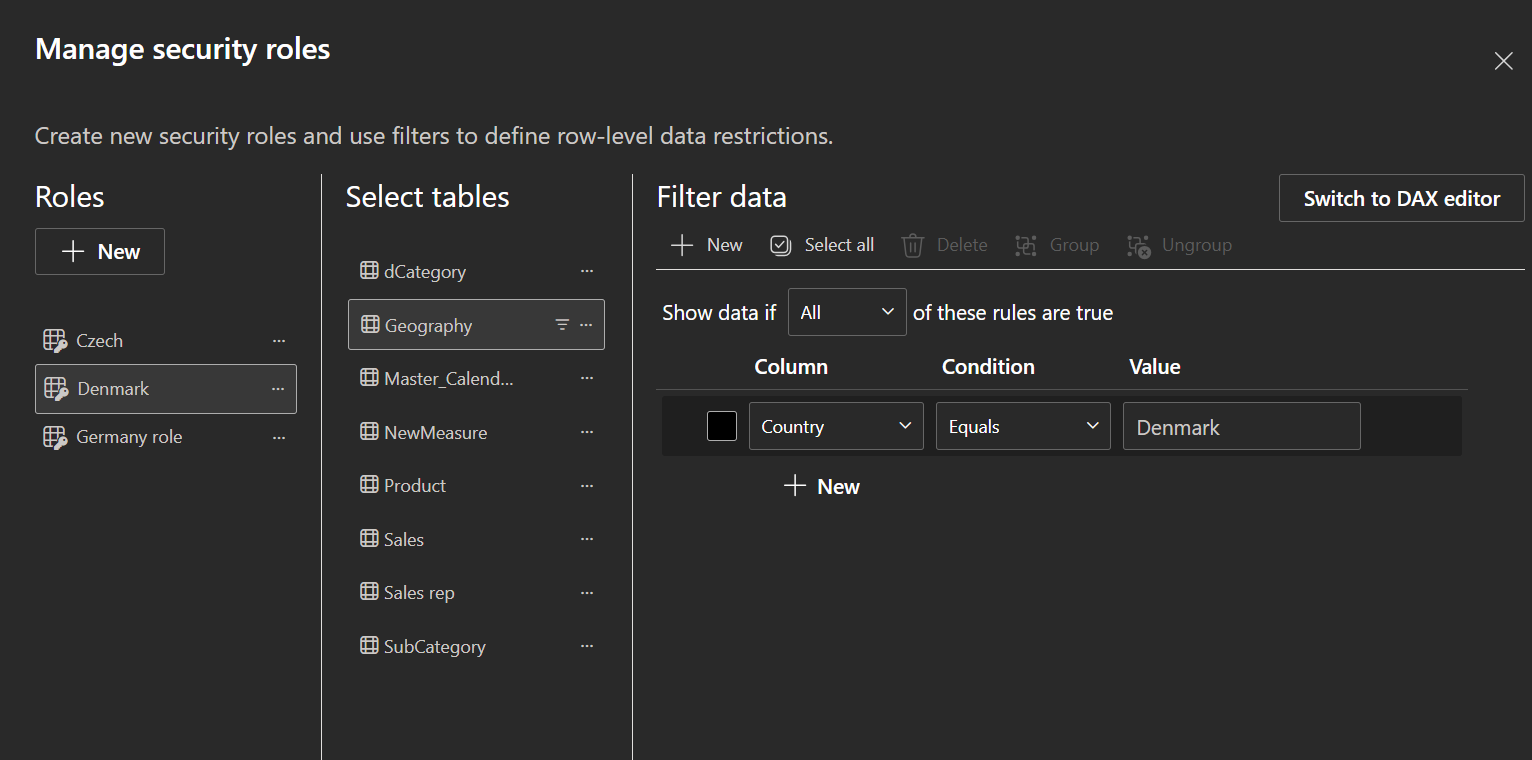 Manage security roles
Create new security roles and use filters to define row-level data restrictions.
Roles
New
Czech
Denmark
Germany role
Select tables
dCategory
Geography
Master_Calend...
NewMeasure
Product
Sales
Sales rep
SubCategory
Filter data
Switch to DAX editor
New Select all Delete Group Ungroup
Show data if All of these rules are true
Column Condition Value
Country Equals Denmark
New